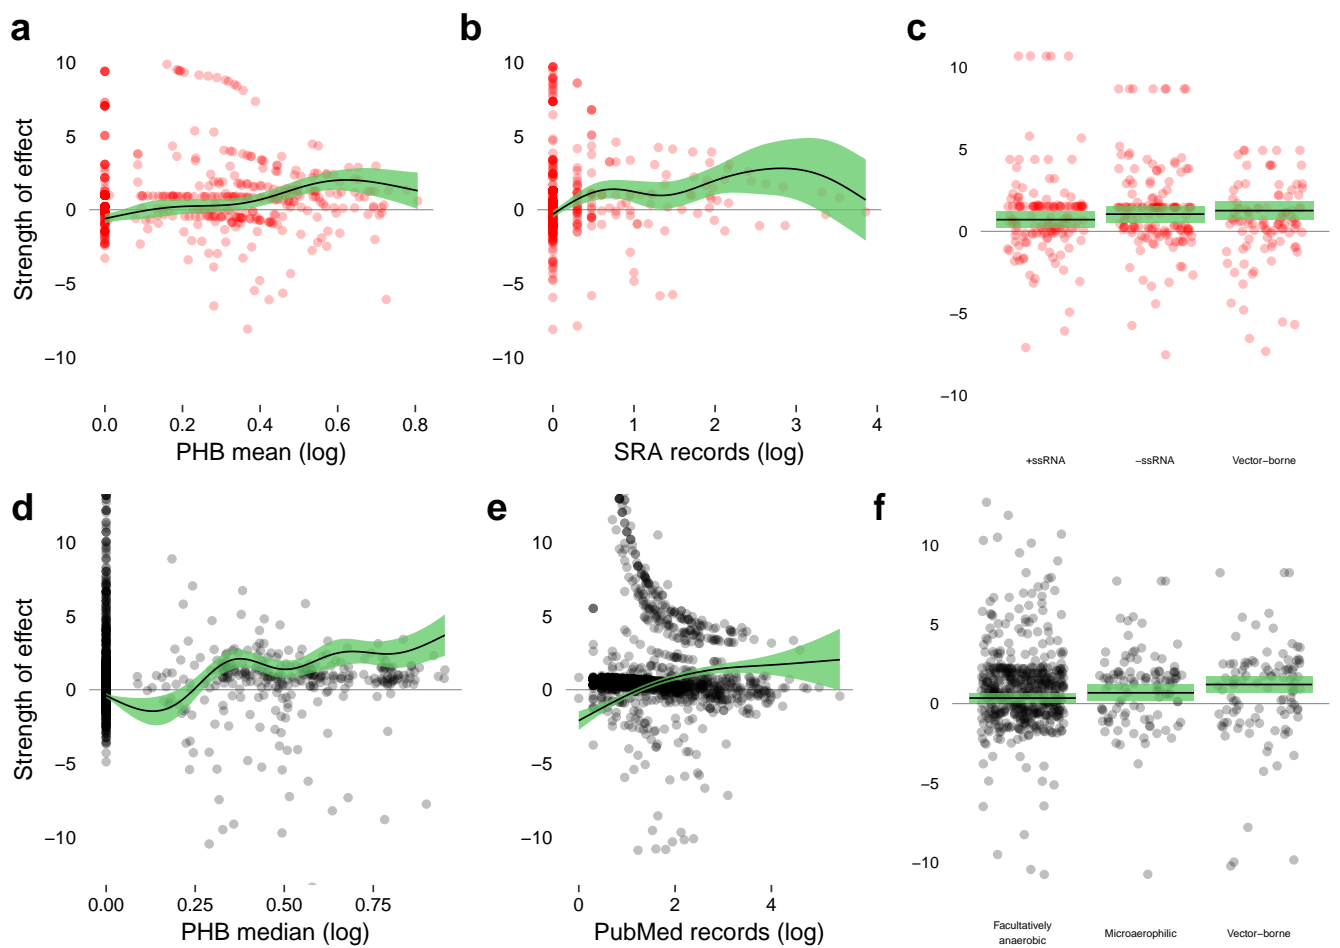 a
b
c
Strength of effect
10
5
0
−5
−10
0.0
0.2
0.4
0.6
0.8
PHB mean (log)
10
5
0
−5
−10
0
1
2
3
4
SRA records (log)
10
5
0
−5
−10
+ssRNA
−ssRNA
Vector−borne
d
e
f
Strength of effect
10
5
0
−5
−10
0.00
0.25
0.50
0.75
PHB median (log)
10
5
0
−5
−10
0
2
4
PubMed records (log)
10
5
0
−5
−10
Facultatively
anaerobic
Microaerophilic
Vector−borne